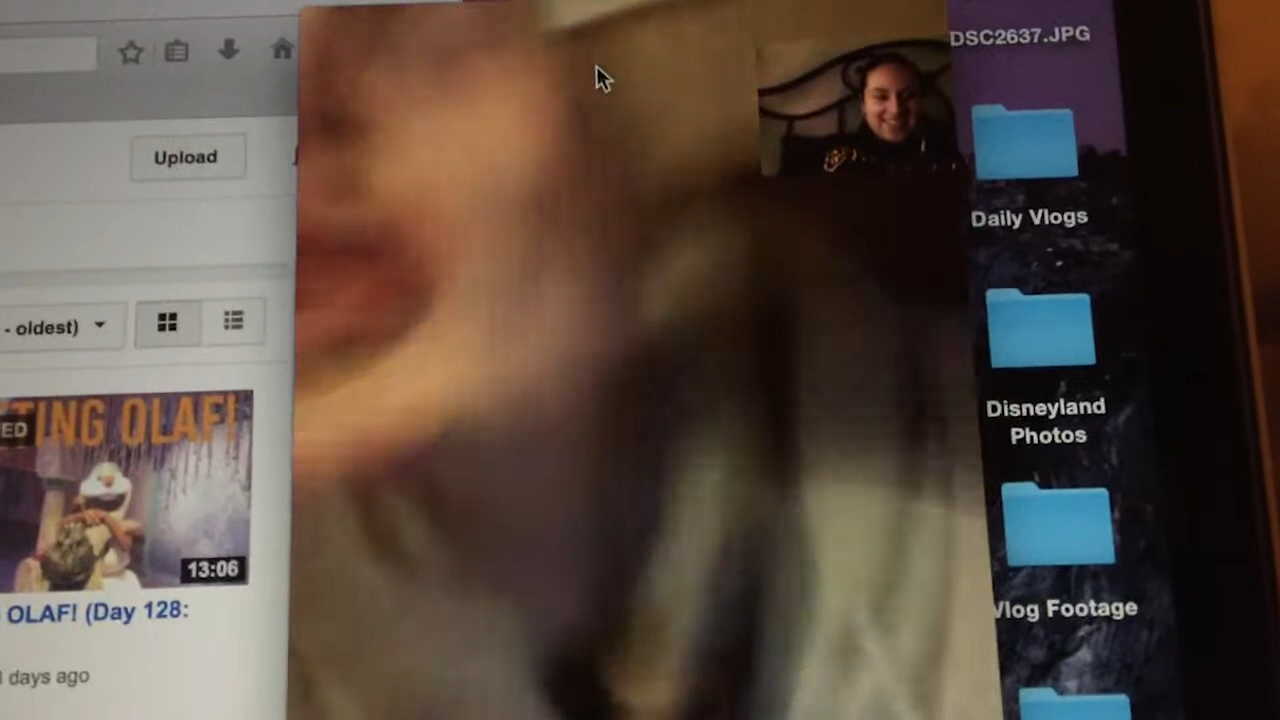 DSC2637.JPG
Upload
Daily Vlogs
- oldest)
Disneyland
Photos
ED
TING OLAF!
13:06
OLAF! (Day 128:
days ago
Vlog Footage